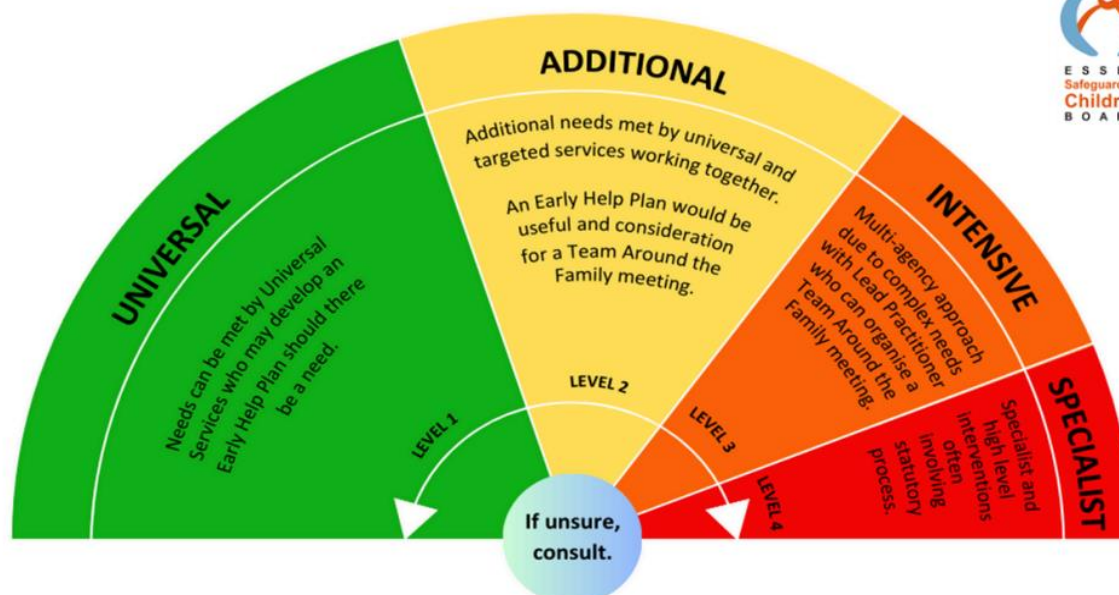 UNIVERSAL
Needs can be met by Universal
Services who may develop an
Early Help Plan should there
be a need.
LEVEL 1
ADDITIONAL
Additional needs met by universal and
targeted services working together.
An Early Help Plan would be
useful and consideration
for a Team Around the
Family meeting.
LEVEL 2
INTENSIVE
Multi-agency approach
due to complex needs
with Lead Practitioner
who can organise a
Team Around the
Family meeting.
LEVEL 3
SPECIALIST
Specialist and
high level
interventions
often
involving
statutory
process.
LEVEL 4
If unsure,
consult.